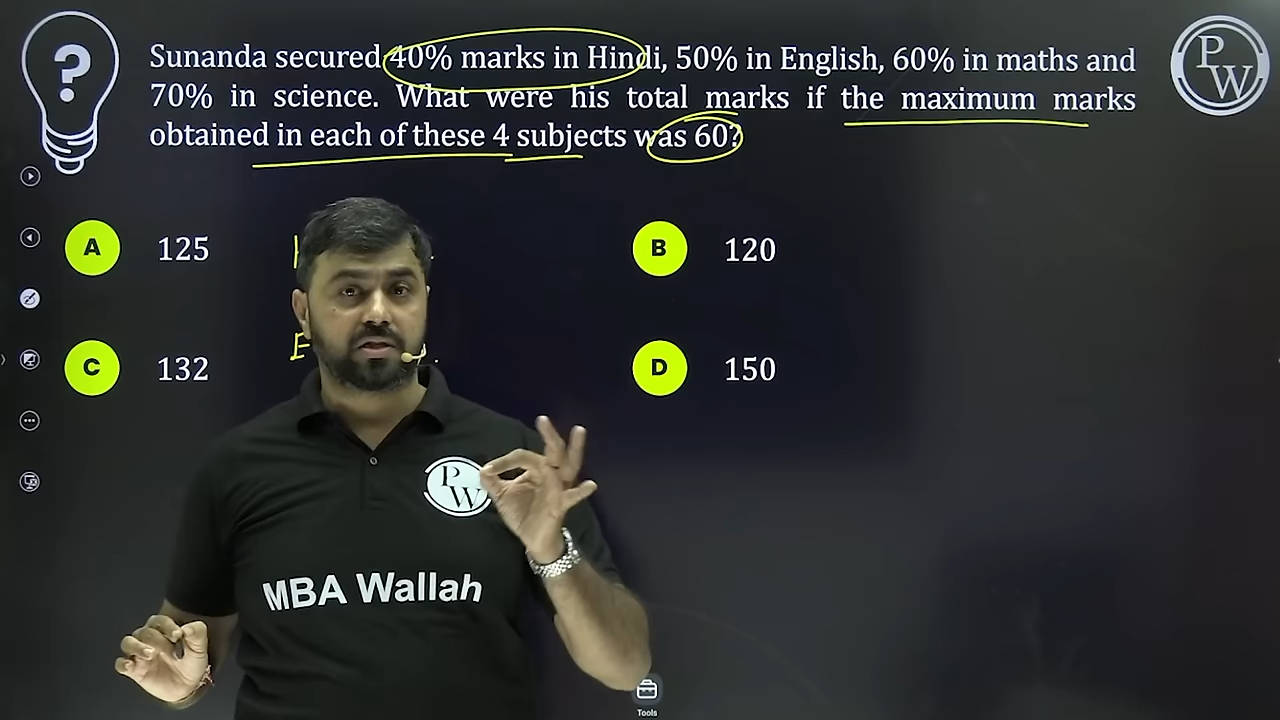 Sunanda secured 40% marks in Hindi, 50% in English, 60% in maths and
70% in science. What were his total marks if the maximum marks
obtained in each of these 4 subjects was 60?
PW
A 125
B 120
C 132
D 150
PW
MBA Wallah
Tools